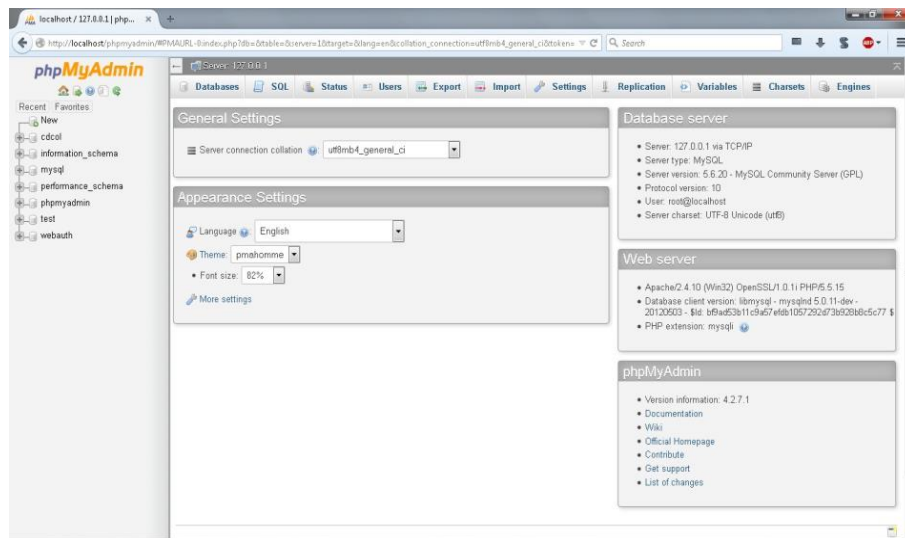 localhost / 127.0.0.1 | php...
http://localhost/phpmyadmin/#PMAURL-0:index.php?db=&table=&server=1&target=&lang=en&collation_connection=utf8mb4_general_ci&token=
Search
phpMyAdmin
Recent Favorites
New
cdcol
information_schema
mysql
performance_schema
phpmyadmin
test
webauth
Server: 127.0.0.1
Databases SQL Status Users Export Import Settings Replication Variables Charsets Engines
General Settings
Server connection collation utf8mb4_general_ci
Appearance Settings
Language English
Theme: pmahomme
• Font size: 82%
More settings
Database server
• Server: 127.0.0.1 via TCP/IP
• Server type: MySQL
• Server version: 5.6.20 - MySQL Community Server (GPL)
• Protocol version: 10
• User: root@localhost
• Server charset: UTF-8 Unicode (utf8)
Web server
• Apache/2.4.10 (Win32) OpenSSL/1.0.1i PHP/5.5.15
• Database client version: libmysql - mysqlnd 5.0.11-dev -
20120503 - $Id: bf9ad53b11c9a57efdb1057292d73b928b8c5c77 $
• PHP extension: mysqli
phpMyAdmin
• Version information: 4.2.7.1
• Documentation
• Wiki
• Official Homepage
• Contribute
• Get support
• List of changes